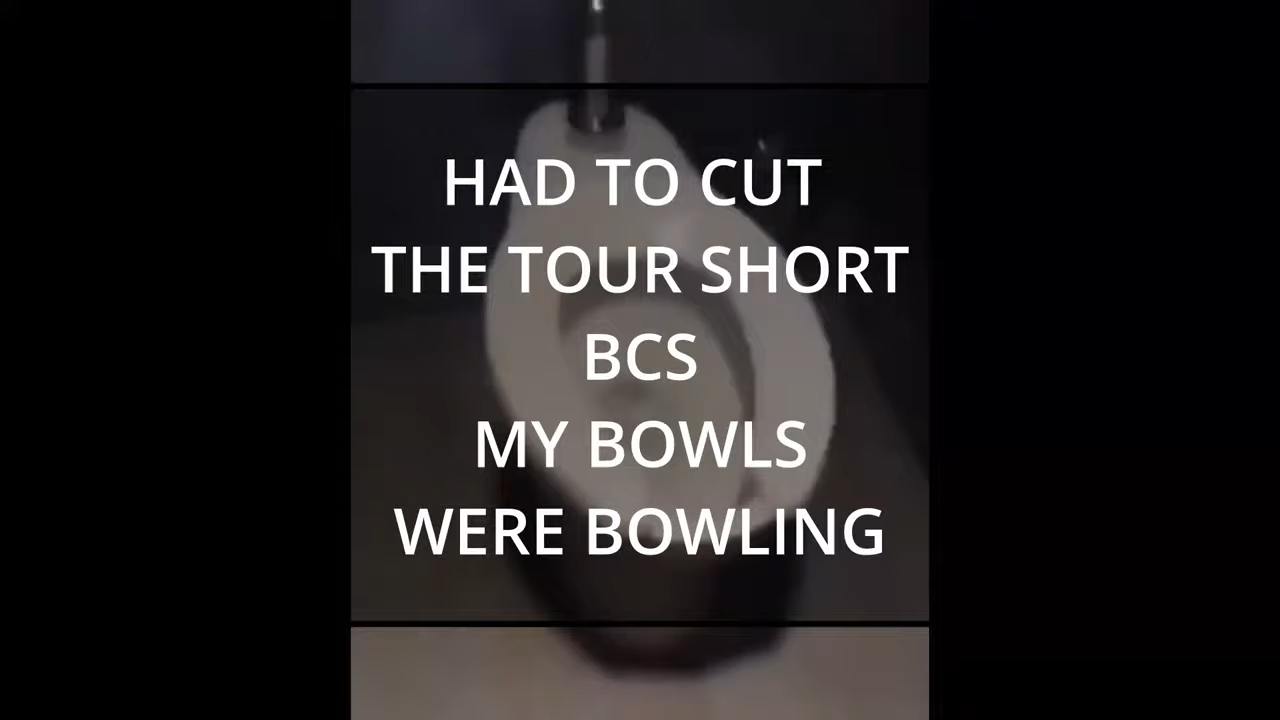 HAD TO CUT
THE TOUR SHORT
BCS
MY BOWLS
WERE BOWLING